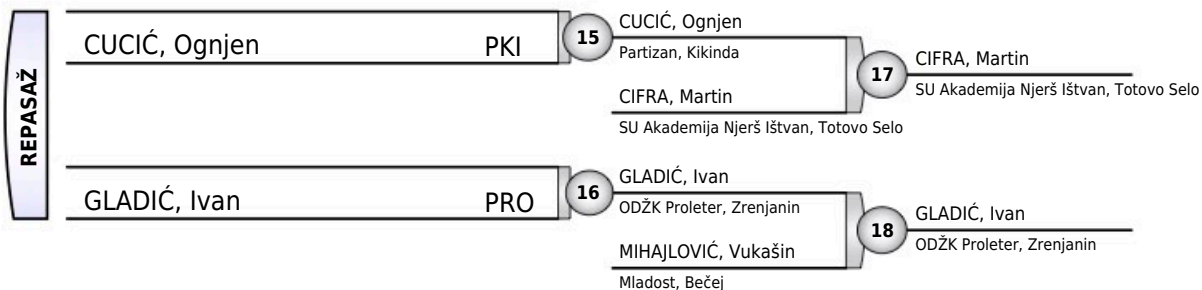 REPASAŽ
CUCIĆ, Ognjen PKI
15
CUCIĆ, Ognjen
Partizan, Kikinda
CIFRA, Martin
SU Akademija Njerš Ištvan, Totovo Selo
17
CIFRA, Martin
SU Akademija Njerš Ištvan, Totovo Selo
GLADIĆ, Ivan PRO
16
GLADIĆ, Ivan
ODŽK Proleter, Zrenjanin
MIHAJLOVIĆ, Vukašin
Mladost, Bečej
18
GLADIĆ, Ivan
ODŽK Proleter, Zrenjanin